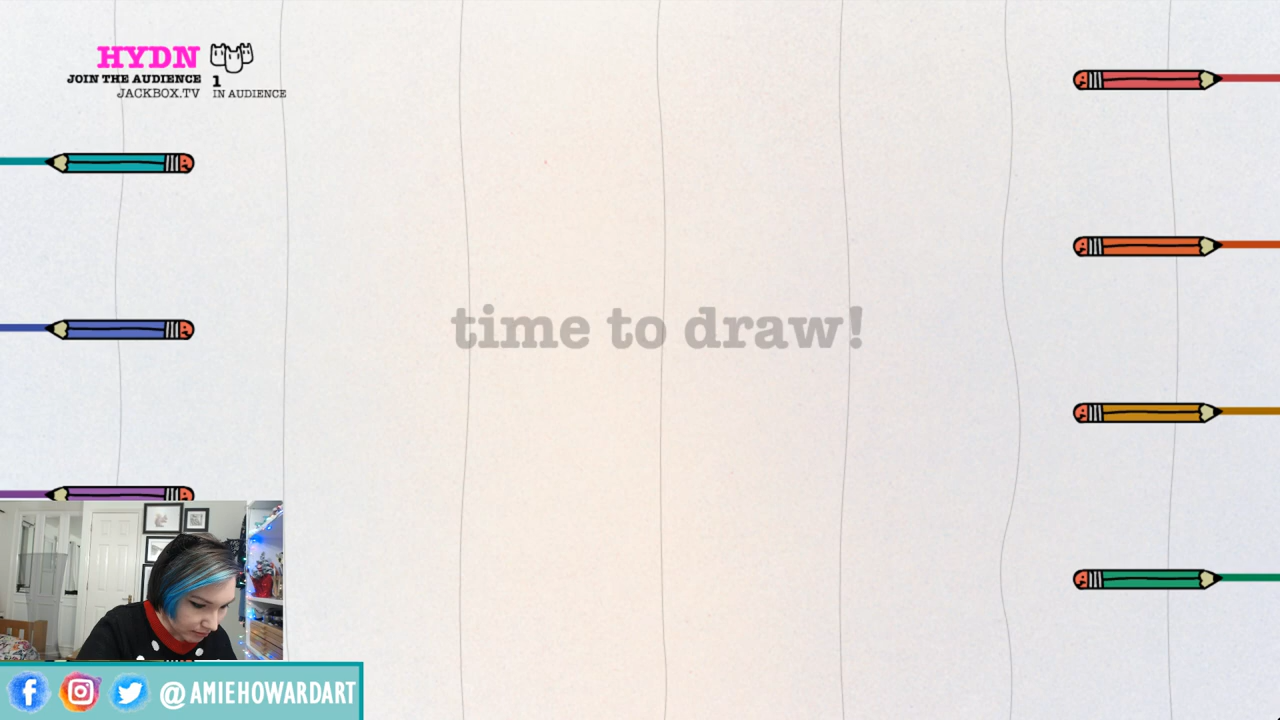 HYDN
JOIN THE AUDIENCE
JACKBOX.TV
1
IN AUDIENCE
time to draw!
@AMIEHOWARDART